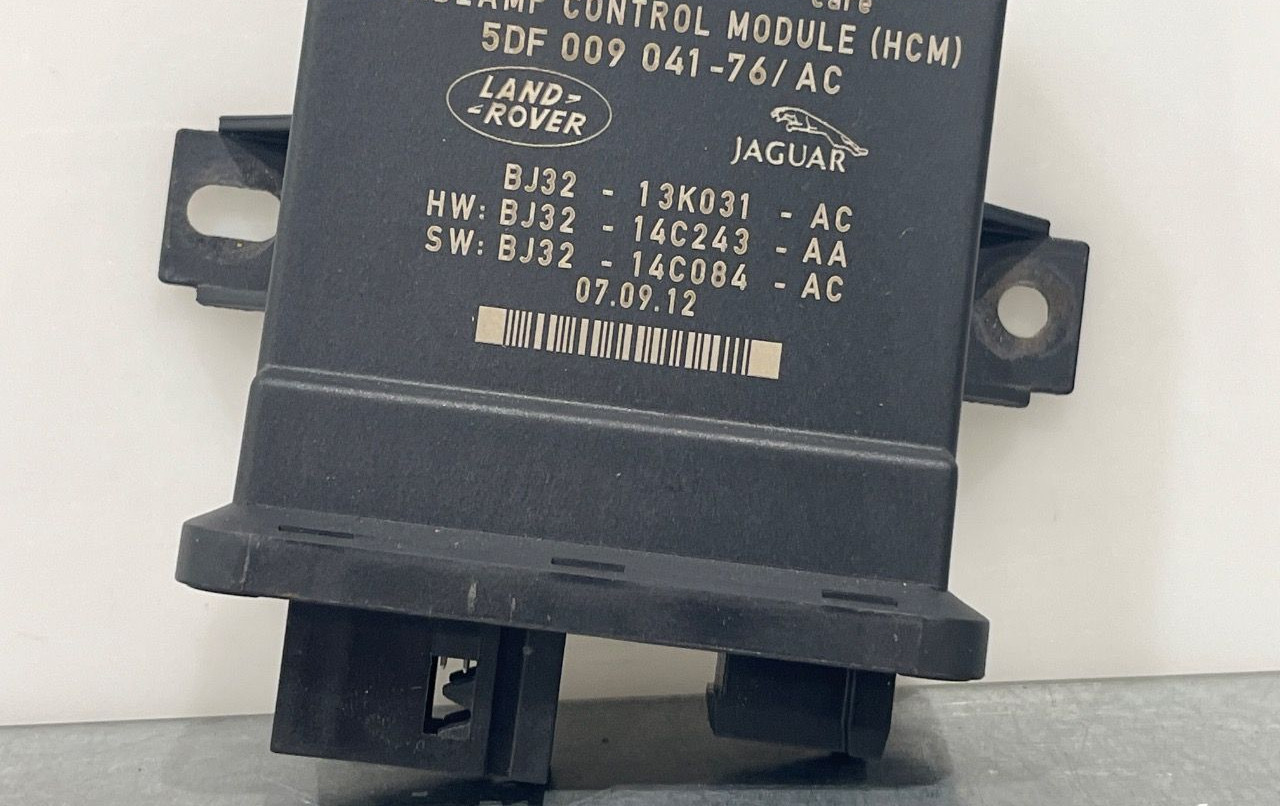 CONTROL MODULE (HCM)
5DF 009 041-76/AC
LAND
ROVER
JAGUAR
BJ32 - 13K031 - AC
HW: BJ32 - 14C243 - AA
SW: BJ32 - 14C084 - AC
07.09.12